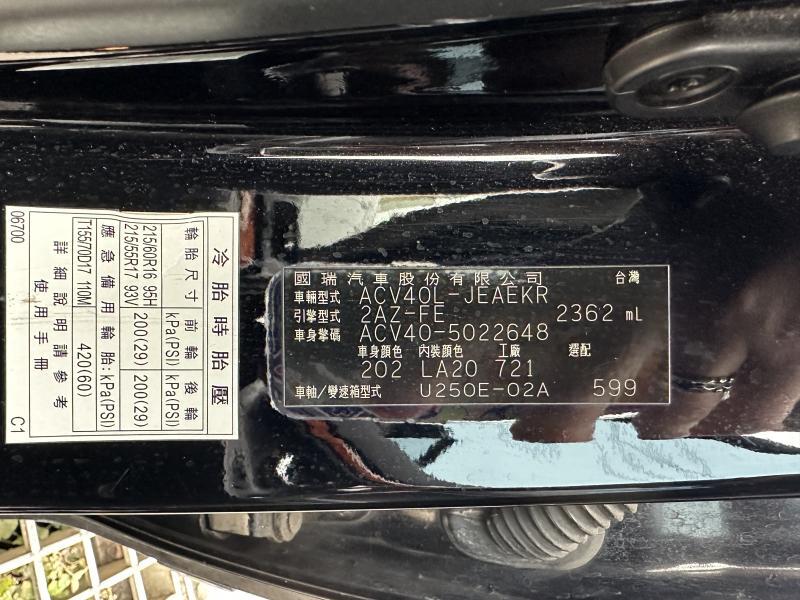 冷胎時胎壓
輪胎尺寸 前輪 kPa(PSI) 後輪 kPa(PSI)
215/60R16 95H 200(29) 200(29)
215/55R17 93V
應急備用輪胎:kPa(PSI)
T155/70D17 110M 420(60)
詳細說明請參考
使用手冊
06700 C1
國瑞汽車股份有限公司 台灣
車輛型式 ACV40L-JEAEKR
引擎型式 2AZ-FE 2362 mL
車身號碼 ACV40-5022648
車身顏色 內裝顏色 工廠 選配
202 LA20 721
車軸/變速箱型式 U250E-02A 599